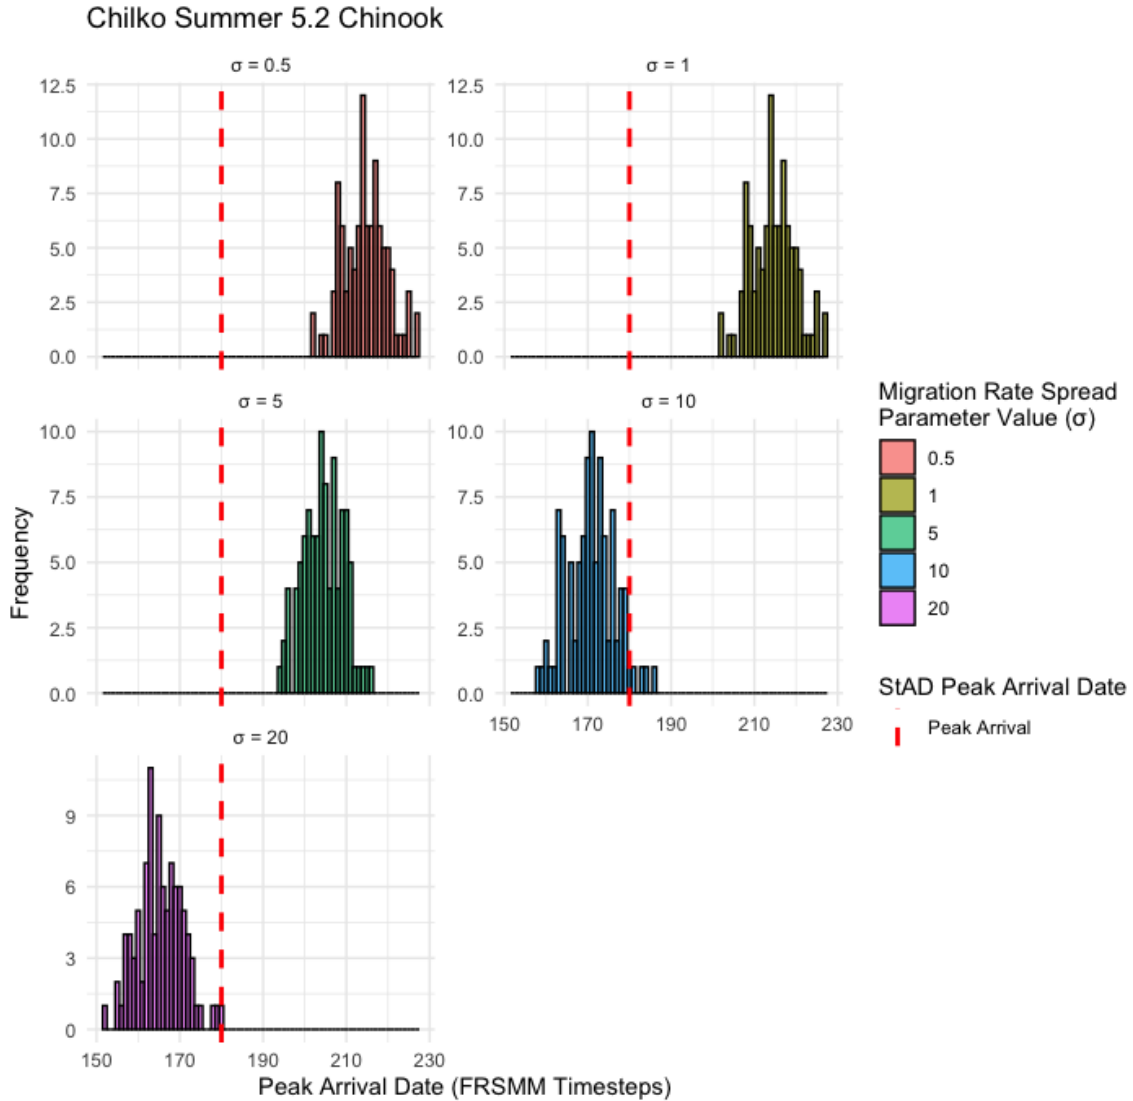 Chilko Summer 5.2 Chinook
σ = 0.5
σ = 1
12.5
10.0
7.5
5.0
2.5
0.0
12.5
10.0
7.5
5.0
2.5
0.0
σ = 5
σ = 10
10.0
7.5
5.0
2.5
0.0
10.0
7.5
5.0
2.5
0.0
150 170 190 210 230
σ = 20
9
6
3
0
150 170 190 210 230
Frequency
Peak Arrival Date (FRSMM Timesteps)
Migration Rate Spread
Parameter Value (σ)
0.5
1
5
10
20
StAD Peak Arrival Date
Peak Arrival